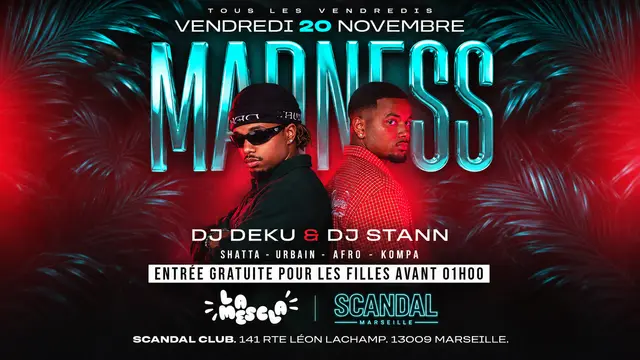 TOUS LES VENDREDIS
VENDREDI 20 NOVEMBRE
MADNESS
DJ DEKU & DJ STANN
SHATTA - URBAIN - AFRO - KOMPA
ENTRÉE GRATUITE POUR LES FILLES AVANT 01H00
LA MESCLA
SCANDAL
MARSEILLE
SCANDAL CLUB. 141 RTE LÉON LACHAMP. 13009 MARSEILLE.